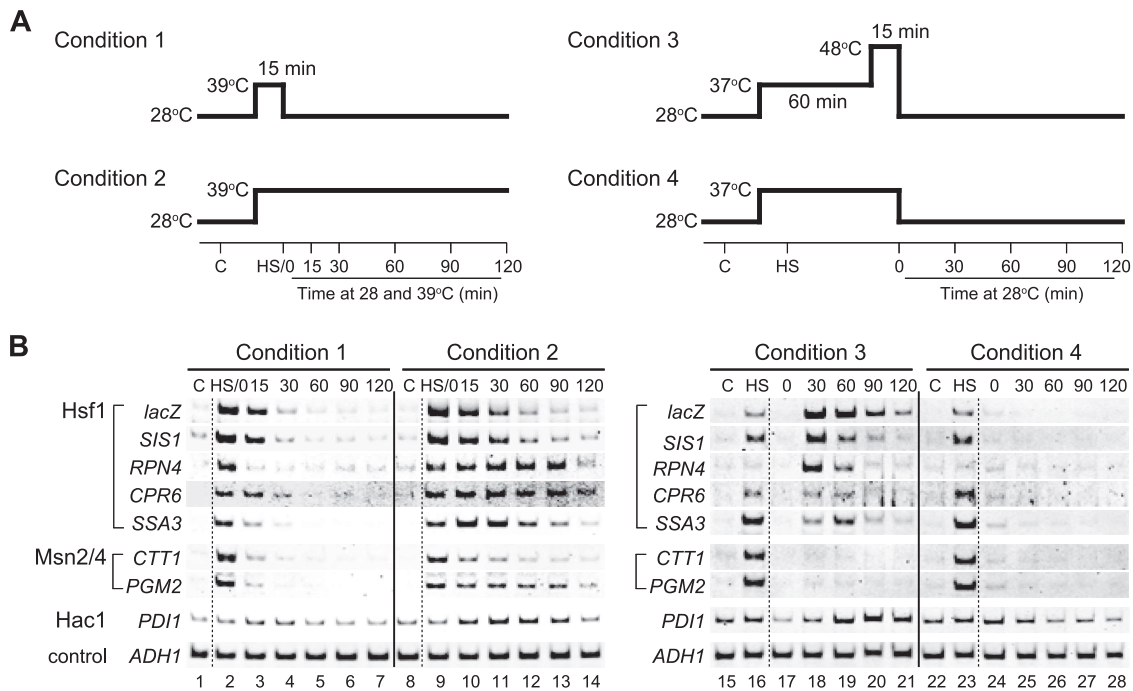 A
Condition 1
15 min
39°C
28°C
Condition 2
39°C
28°C
C HS/0 15 30 60 90 120
Time at 28 and 39°C (min)
Condition 3
15 min
48°C
37°C
60 min
28°C
Condition 4
37°C
28°C
C HS 0 30 60 90 120
Time at 28°C (min)
B
Condition 1 Condition 2 Condition 3 Condition 4
C HS/0 15 30 60 90 120 C HS/0 15 30 60 90 120 C HS 0 30 60 90 120 C HS 0 30 60 90 120
Hsf1 lacZ lacZ
SIS1 SIS1
RPN4 RPN4
CPR6 CPR6
SSA3 SSA3
Msn2/4 CTT1 CTT1
PGM2 PGM2
Hac1 PDI1 PDI1
control ADH1 ADH1
1 2 3 4 5 6 7 8 9 10 11 12 13 14 15 16 17 18 19 20 21 22 23 24 25 26 27 28